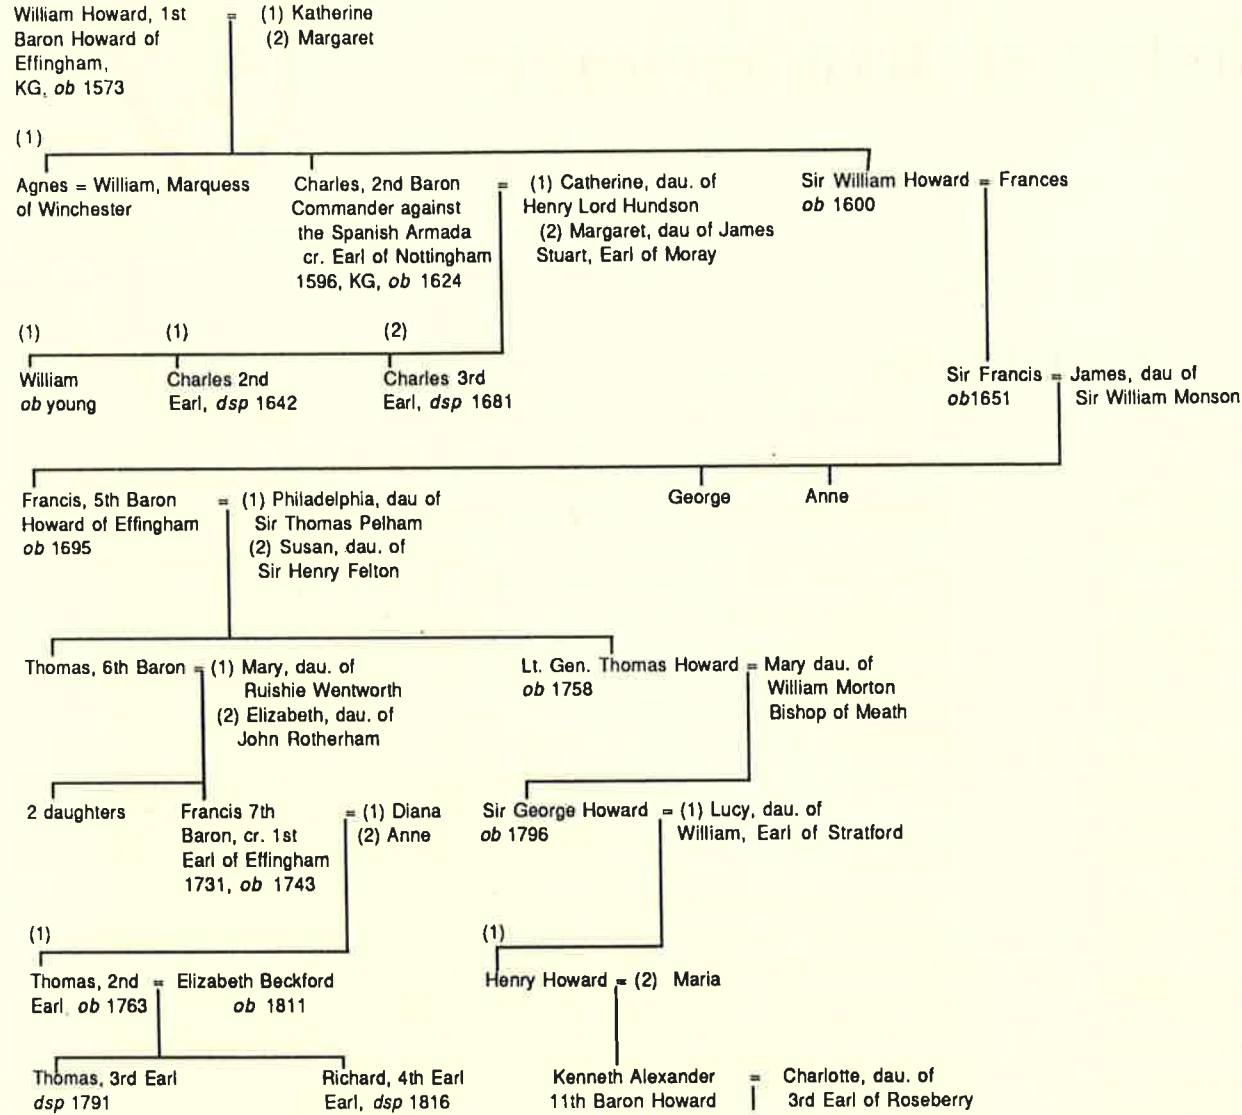 William Howard, 1st
Baron Howard of
Effingham,
KG, ob 1573
= (1) Katherine
(2) Margaret
(1)
Agnes = William, Marquess
of Winchester
Charles, 2nd Baron
Commander against
the Spanish Armada
cr. Earl of Nottingham
1596, KG, ob 1624
= (1) Catherine, dau. of
Henry Lord Hundson
(2) Margaret, dau of James
Stuart, Earl of Moray
Sir William Howard = Frances
ob 1600
(1)
William
ob young
(1)
Charles 2nd
Earl, dsp 1642
(2)
Charles 3rd
Earl, dsp 1681
Sir Francis = James, dau of
ob1651
Sir William Monson
Francis, 5th Baron
Howard of Effingham
ob 1695
= (1) Philadelphia, dau of
Sir Thomas Pelham
(2) Susan, dau. of
Sir Henry Felton
George
Anne
Thomas, 6th Baron = (1) Mary, dau. of
Ruishie Wentworth
(2) Elizabeth, dau. of
John Rotherham
Lt. Gen. Thomas Howard = Mary dau. of
ob 1758
William Morton
Bishop of Meath
2 daughters
Francis 7th
Baron, cr. 1st
Earl of Effingham
1731, ob 1743
= (1) Diana
(2) Anne
Sir George Howard = (1) Lucy, dau. of
ob 1796
William, Earl of Stratford
(1)
Thomas, 2nd = Elizabeth Beckford
Earl, ob 1763
ob 1811
(1)
Henry Howard = (2) Maria
Thomas, 3rd Earl
dsp 1791
Richard, 4th Earl
Earl, dsp 1816
Kenneth Alexander = Charlotte, dau. of
11th Baron Howard
3rd Earl of Roseberry